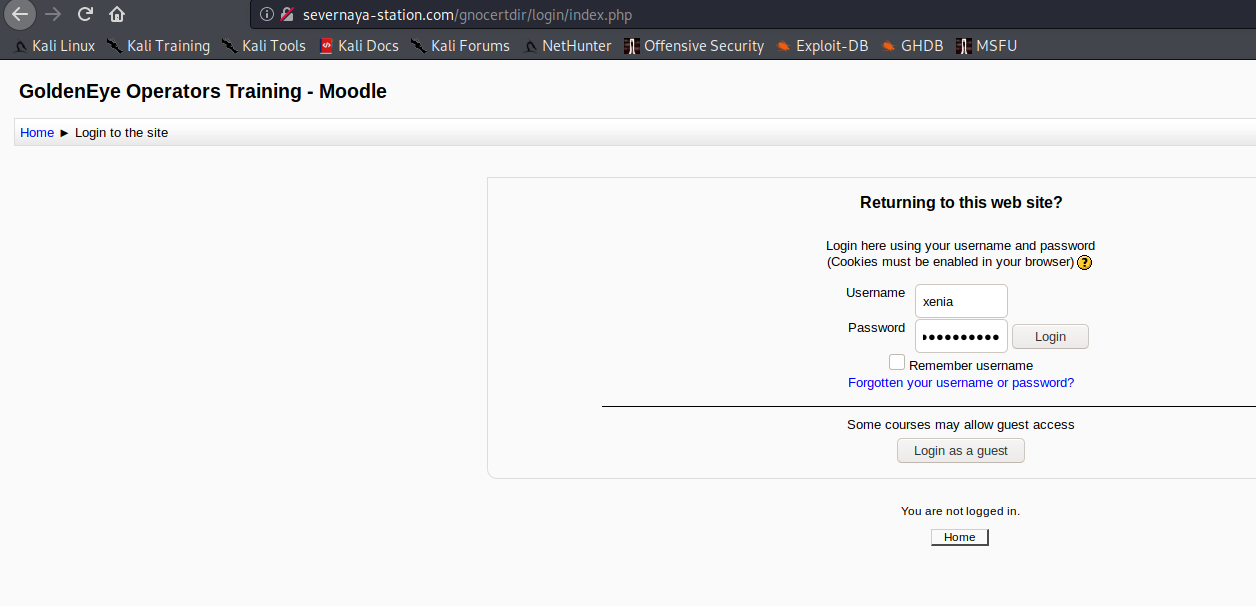 severnaya-station.com/gnocertdir/login/index.php
Kali Linux Kali Training Kali Tools Kali Docs Kali Forums NetHunter Offensive Security Exploit-DB GHDB MSFU
GoldenEye Operators Training - Moodle
Home ► Login to the site
Returning to this web site?
Login here using your username and password
(Cookies must be enabled in your browser) ?
Username xenia
Password ●●●●●●●●●● Login
Remember username
Forgotten your username or password?
Some courses may allow guest access
Login as a guest
You are not logged in.
Home